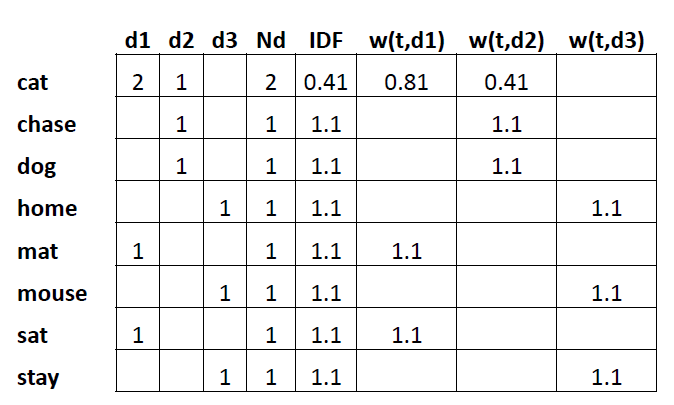 d1 d2 d3 Nd IDF w(t,d1) w(t,d2) w(t,d3)
cat 2 1 2 0.41 0.81 0.41
chase 1 1 1.1 1.1
dog 1 1 1.1 1.1
home 1 1 1.1 1.1
mat 1 1 1.1 1.1
mouse 1 1 1.1 1.1
sat 1 1 1.1 1.1
stay 1 1 1.1 1.1